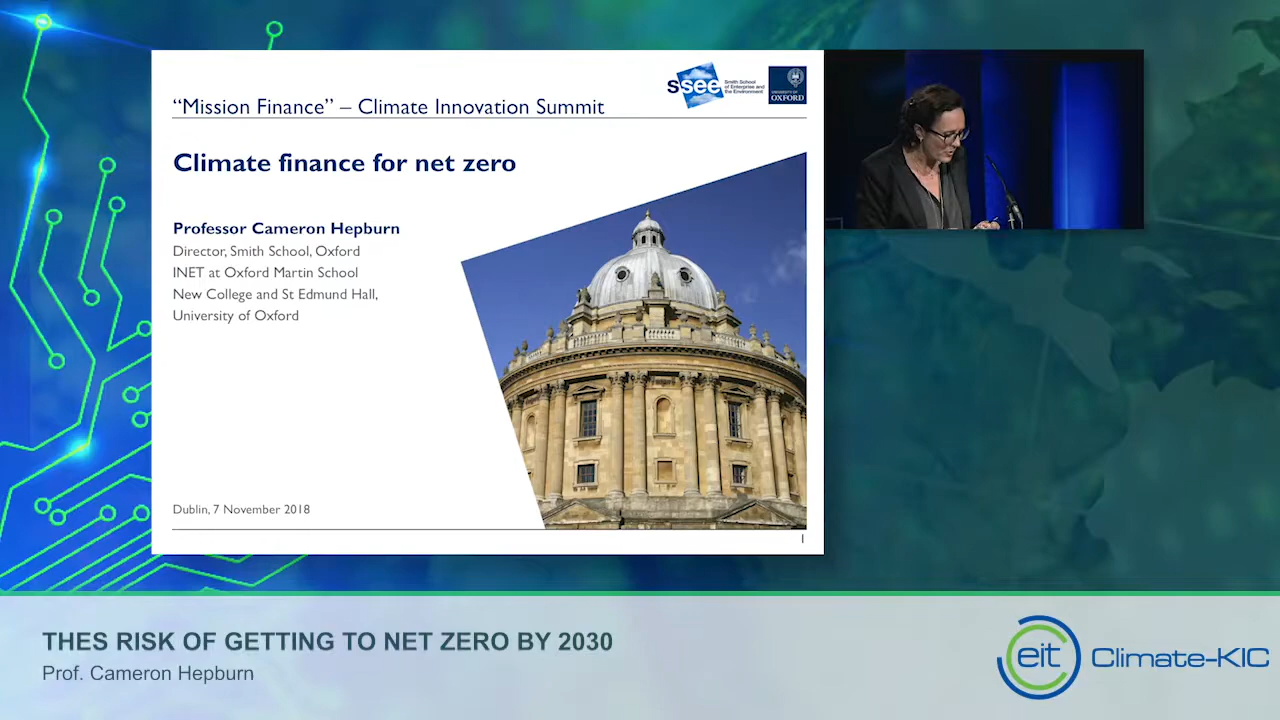 ssee
Smith School
of Enterprise and
the Environment
UNIVERSITY OF
OXFORD
“Mission Finance” – Climate Innovation Summit
Climate finance for net zero
Professor Cameron Hepburn
Director, Smith School, Oxford
INET at Oxford Martin School
New College and St Edmund Hall,
University of Oxford
Dublin, 7 November 2018
1
THES RISK OF GETTING TO NET ZERO BY 2030
Prof. Cameron Hepburn
eit
Climate-KIC